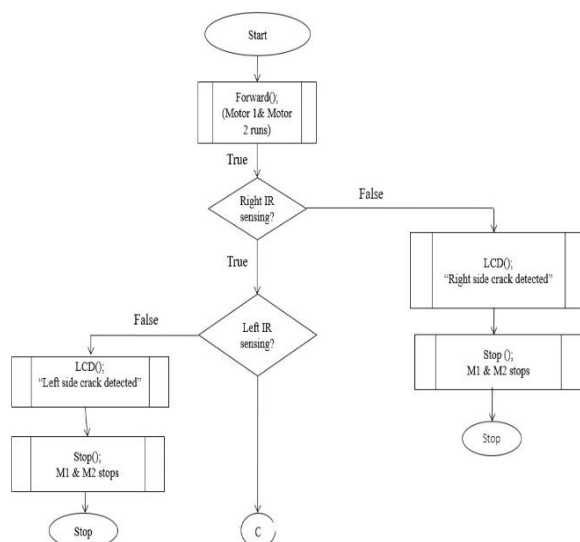 Start
Forward();
(Motor 1& Motor
2 runs)
True
Right IR
sensing?
False
LCD();
“Right side crack detected”
Stop ();
M1 & M2 stops
Stop
True
Left IR
sensing?
False
LCD();
“Left side crack detected”
Stop();
M1 & M2 stops
Stop
C